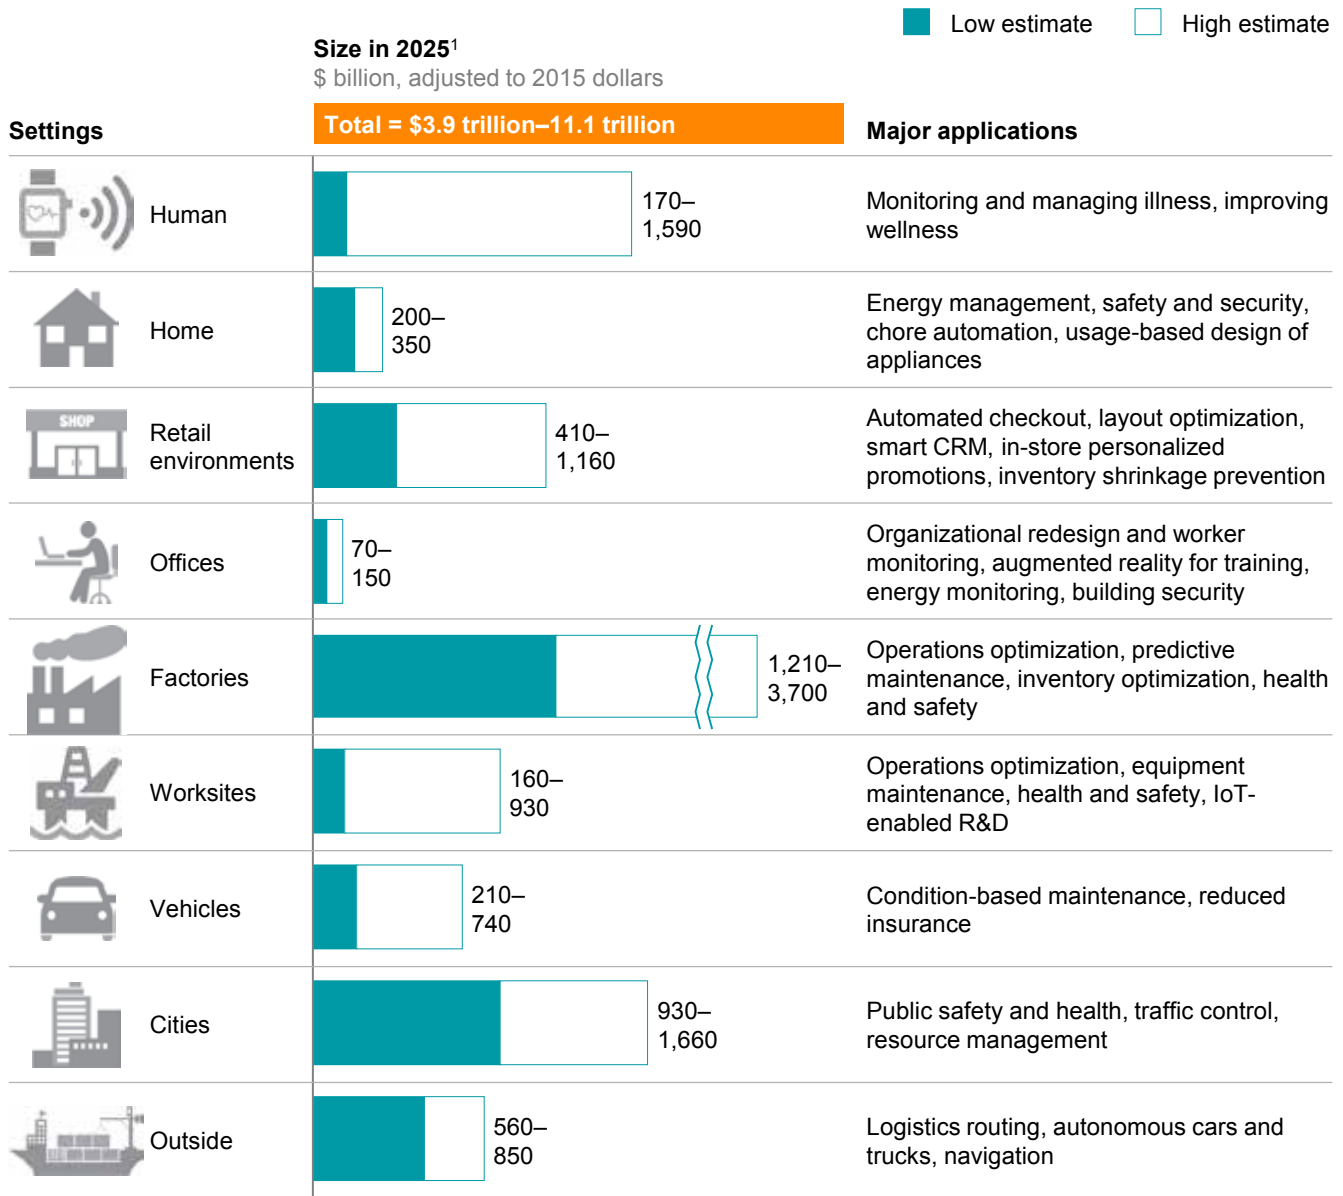 Low estimate
High estimate
Size in 2025¹
$ billion, adjusted to 2015 dollars
Settings
Total = $3.9 trillion–11.1 trillion
Major applications
Human
170–
1,590
Monitoring and managing illness, improving
wellness
Home
200–
350
Energy management, safety and security,
chore automation, usage-based design of
appliances
SHOP
Retail
environments
410–
1,160
Automated checkout, layout optimization,
smart CRM, in-store personalized
promotions, inventory shrinkage prevention
Offices
70–
150
Organizational redesign and worker
monitoring, augmented reality for training,
energy monitoring, building security
Factories
1,210–
3,700
Operations optimization, predictive
maintenance, inventory optimization, health
and safety
Worksites
160–
930
Operations optimization, equipment
maintenance, health and safety, IoT-
enabled R&D
Vehicles
210–
740
Condition-based maintenance, reduced
insurance
Cities
930–
1,660
Public safety and health, traffic control,
resource management
Outside
560–
850
Logistics routing, autonomous cars and
trucks, navigation